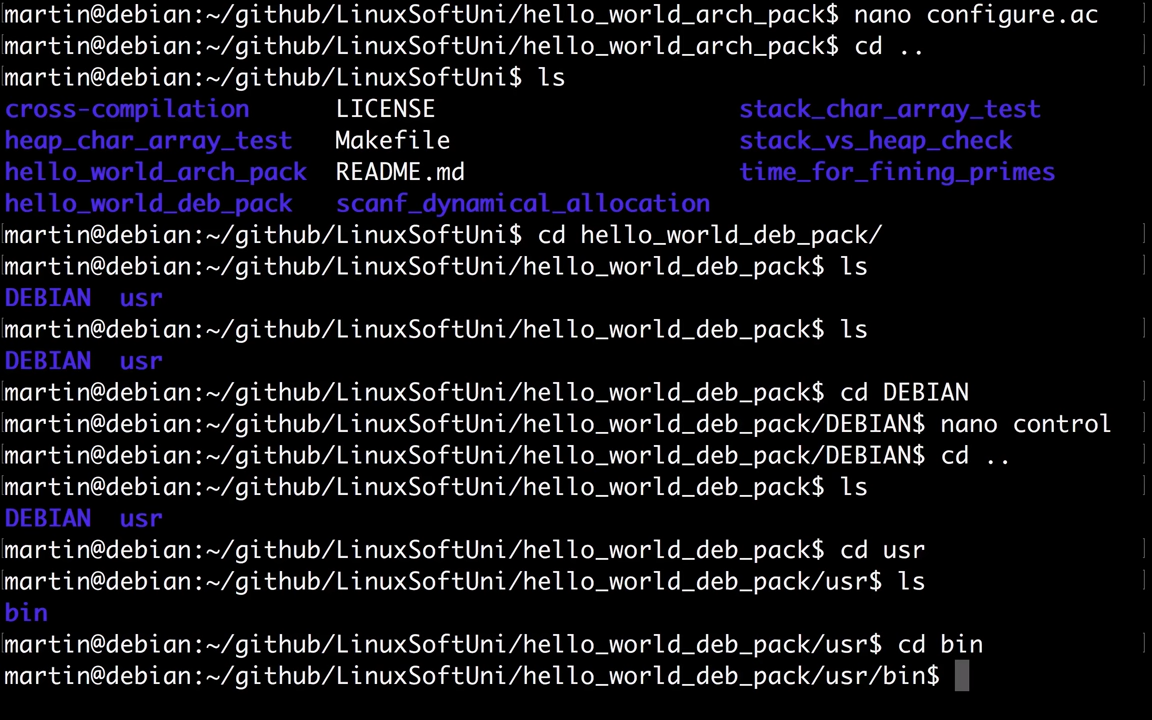 martin@debian:~/github/LinuxSoftUni/hello_world_arch_pack$ nano configure.ac
martin@debian:~/github/LinuxSoftUni/hello_world_arch_pack$ cd ..
martin@debian:~/github/LinuxSoftUni$ ls
cross-compilation LICENSE stack_char_array_test
heap_char_array_test Makefile stack_vs_heap_check
hello_world_arch_pack README.md time_for_fining_primes
hello_world_deb_pack scanf_dynamical_allocation
martin@debian:~/github/LinuxSoftUni$ cd hello_world_deb_pack/
martin@debian:~/github/LinuxSoftUni/hello_world_deb_pack$ ls
DEBIAN usr
martin@debian:~/github/LinuxSoftUni/hello_world_deb_pack$ ls
DEBIAN usr
martin@debian:~/github/LinuxSoftUni/hello_world_deb_pack$ cd DEBIAN
martin@debian:~/github/LinuxSoftUni/hello_world_deb_pack/DEBIAN$ nano control
martin@debian:~/github/LinuxSoftUni/hello_world_deb_pack/DEBIAN$ cd ..
martin@debian:~/github/LinuxSoftUni/hello_world_deb_pack$ ls
DEBIAN usr
martin@debian:~/github/LinuxSoftUni/hello_world_deb_pack$ cd usr
martin@debian:~/github/LinuxSoftUni/hello_world_deb_pack/usr$ ls
bin
martin@debian:~/github/LinuxSoftUni/hello_world_deb_pack/usr$ cd bin
martin@debian:~/github/LinuxSoftUni/hello_world_deb_pack/usr/bin$